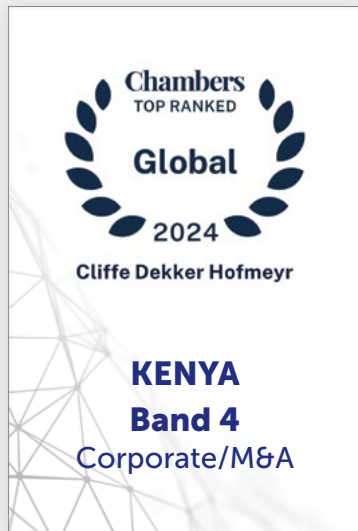 Chambers
TOP RANKED
Global
2024
Cliffe Dekker Hofmeyr
KENYA
Band 4
Corporate/M&A